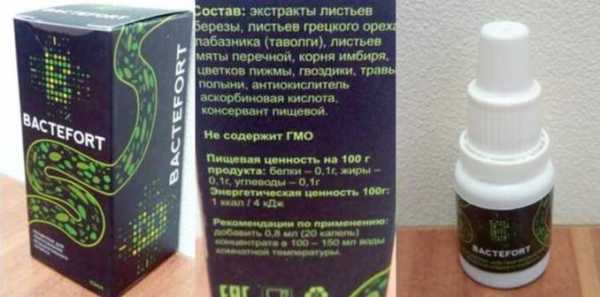 BACTEFORT
BACTEFORT
Состав: экстракты листьев
березы, листьев грецкого ореха,
лабазника (таволги), листьев
мяты перечной, корня имбиря,
цветков пижмы, гвоздики, травы
полыни, антиокислитель
аскорбиновая кислота,
консервант пищевой.
Не содержит ГМО
Пищевая ценность на 100 г
продукта: белки – 0,1г, жиры –
0,1г, углеводы – 0,1г
Энергетическая ценность 100г:
1 ккал / 4 кДж
Рекомендации по применению:
добавить 0,8 мл (20 капель)
концентрата в 100 – 150 мл воды
комнатной температуры.
EAC
BACTEFORT